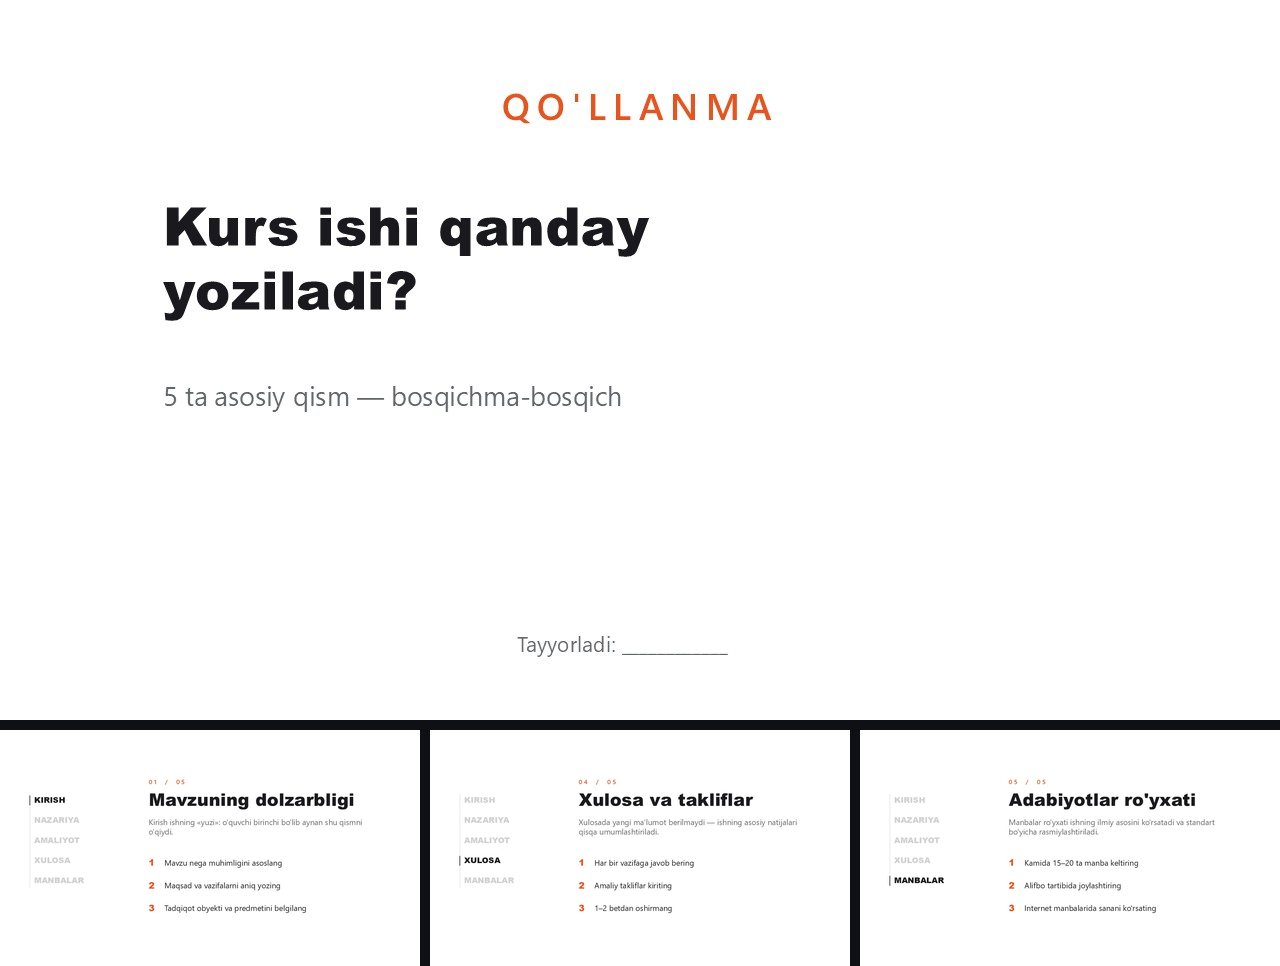 QO'LLANMA
Kurs ishi qanday
yoziladi?
5 ta asosiy qism — bosqichma-bosqich
Tayyorladi: ___________
KIRISH
NAZARIYA
AMALIYOT
XULOSA
MANBALAR
01 / 05
Mavzuning dolzarbligi
Kirish ishning «yuzi»: o'quvchi birinchi bo'lib aynan shu qismni
o'qiydi.
1 Mavzu nega muhimligini asoslang
2 Maqsad va vazifalarni aniq yozing
3 Tadqiqot obyekti va predmetini belgilang
KIRISH
NAZARIYA
AMALIYOT
XULOSA
MANBALAR
04 / 05
Xulosa va takliflar
Xulosada yangi ma'lumot berilmaydi — ishning asosiy natijalari
qisqa umumlashtiriladi.
1 Har bir vazifaga javob bering
2 Amaliy takliflar kiriting
3 1–2 betdan oshirmang
KIRISH
NAZARIYA
AMALIYOT
XULOSA
MANBALAR
05 / 05
Adabiyotlar ro'yxati
Manbalar ro'yxati ishning ilmiy asosini ko'rsatadi va standart
bo'yicha rasmiylashtiriladi.
1 Kamida 15–20 ta manba keltiring
2 Alifbo tartibida joylashtiring
3 Internet manbalarida sanani ko'rsating